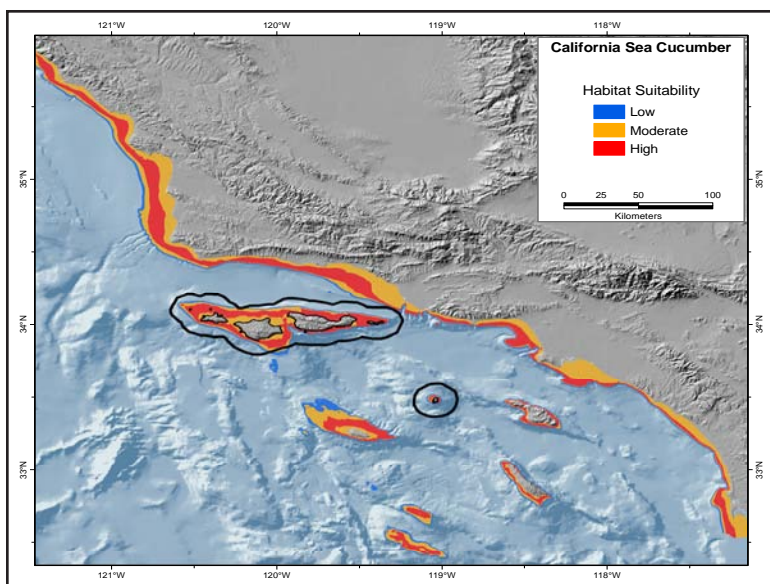 121°W 120°W 119°W 118°W
California Sea Cucumber
Habitat Suitability
Low
Moderate
High
0 25 50 100
Kilometers
35°N 35°N
34°N 34°N
33°N 33°N
121°W 120°W 119°W 118°W